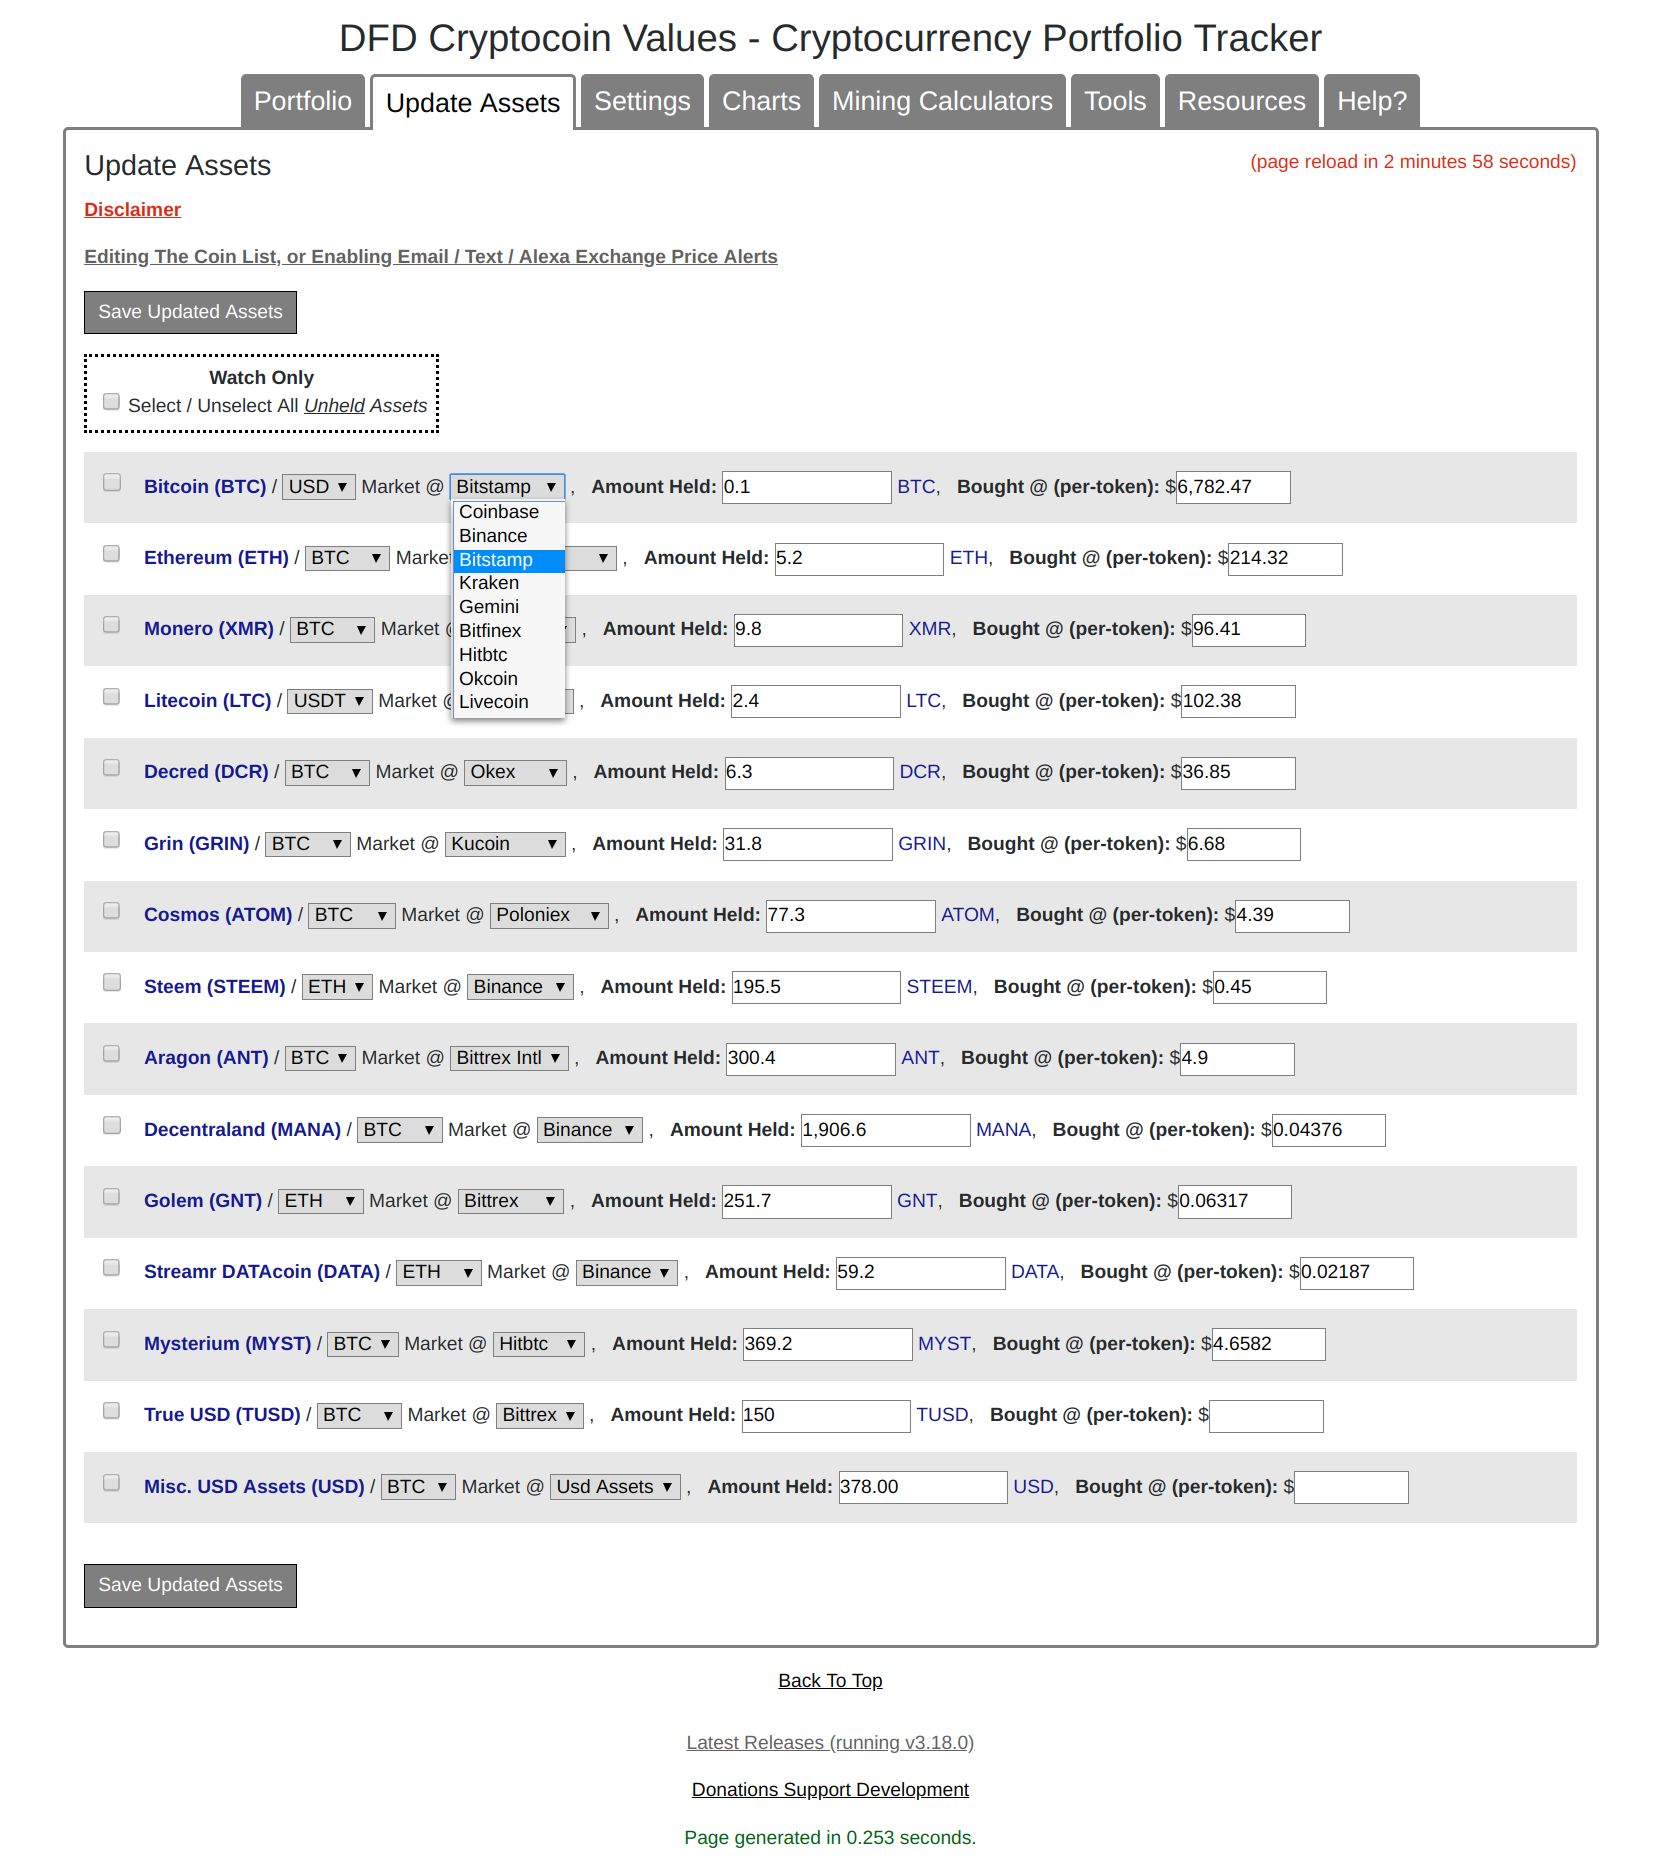 DFD Cryptocoin Values - Cryptocurrency Portfolio Tracker
Portfolio Update Assets Settings Charts Mining Calculators Tools Resources Help?
Update Assets (page reload in 2 minutes 58 seconds)
Disclaimer
Editing The Coin List, or Enabling Email / Text / Alexa Exchange Price Alerts
Save Updated Assets
Watch Only
Select / Unselect All Unheld Assets
Bitcoin (BTC) / USD Market @ Bitstamp , Amount Held: 0.1 BTC, Bought @ (per-token): $6,782.47
Coinbase
Binance
Bitstamp
Kraken
Gemini
Bitfinex
Hitbtc
Okcoin
Livecoin
Ethereum (ETH) / BTC Market , Amount Held: 5.2 ETH, Bought @ (per-token): $214.32
Monero (XMR) / BTC Market @ , Amount Held: 9.8 XMR, Bought @ (per-token): $96.41
Litecoin (LTC) / USDT Market @ , Amount Held: 2.4 LTC, Bought @ (per-token): $102.38
Decred (DCR) / BTC Market @ Okex , Amount Held: 6.3 DCR, Bought @ (per-token): $36.85
Grin (GRIN) / BTC Market @ Kucoin , Amount Held: 31.8 GRIN, Bought @ (per-token): $6.68
Cosmos (ATOM) / BTC Market @ Poloniex , Amount Held: 77.3 ATOM, Bought @ (per-token): $4.39
Steem (STEEM) / ETH Market @ Binance , Amount Held: 195.5 STEEM, Bought @ (per-token): $0.45
Aragon (ANT) / BTC Market @ Bittrex Intl , Amount Held: 300.4 ANT, Bought @ (per-token): $4.9
Decentraland (MANA) / BTC Market @ Binance , Amount Held: 1,906.6 MANA, Bought @ (per-token): $0.04376
Golem (GNT) / ETH Market @ Bittrex , Amount Held: 251.7 GNT, Bought @ (per-token): $0.06317
Streamr DATAcoin (DATA) / ETH Market @ Binance , Amount Held: 59.2 DATA, Bought @ (per-token): $0.02187
Mysterium (MYST) / BTC Market @ Hitbtc , Amount Held: 369.2 MYST, Bought @ (per-token): $4.6582
True USD (TUSD) / BTC Market @ Bittrex , Amount Held: 150 TUSD, Bought @ (per-token): $
Misc. USD Assets (USD) / BTC Market @ Usd Assets , Amount Held: 378.00 USD, Bought @ (per-token): $
Save Updated Assets
Back To Top
Latest Releases (running v3.18.0)
Donations Support Development
Page generated in 0.253 seconds.